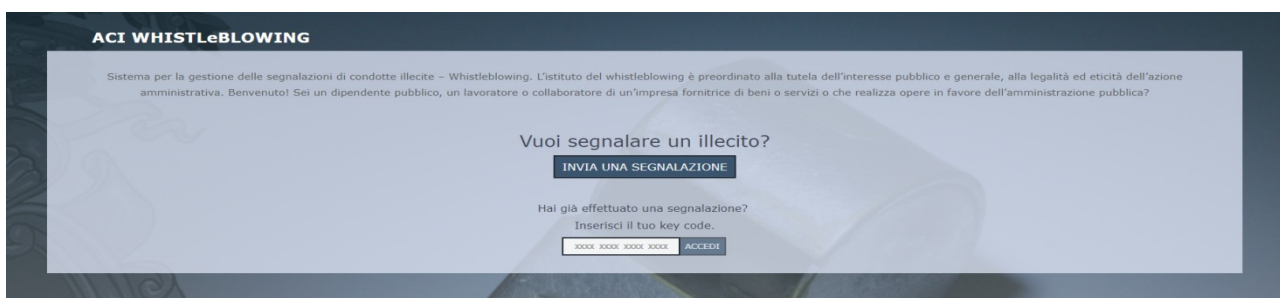 ACI WHISTLeBLOWING
Sistema per la gestione delle segnalazioni di condotte illecite – Whistleblowing. L'istituto del whistleblowing è preordinato alla tutela dell'interesse pubblico e generale, alla legalità ed eticità dell'azione
amministrativa. Benvenuto! Sei un dipendente pubblico, un lavoratore o collaboratore di un'impresa fornitrice di beni o servizi o che realizza opere in favore dell'amministrazione pubblica?
Vuoi segnalare un illecito?
INVIA UNA SEGNALAZIONE
Hai già effettuato una segnalazione?
Inserisci il tuo key code.
xxxx xxxx xxxx xxxx ACCEDI